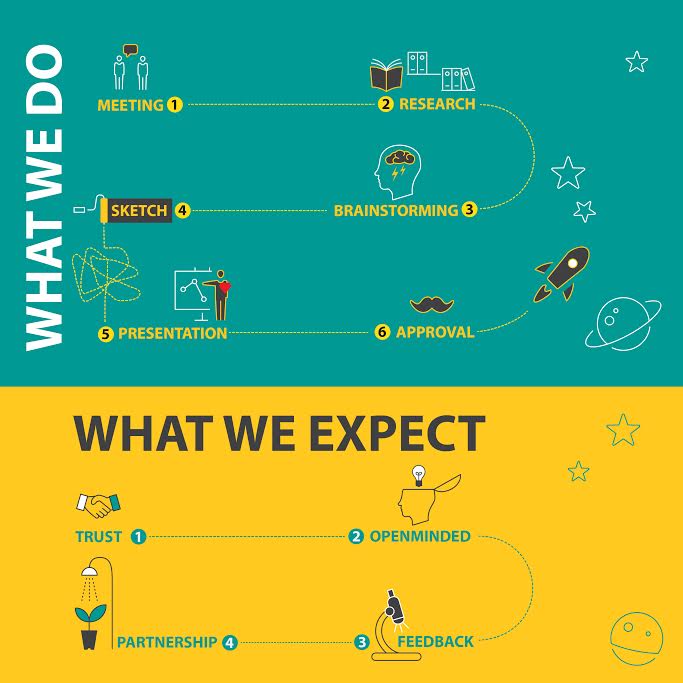 WHAT WE DO
MEETING 1
2 RESEARCH
BRAINSTORMING 3
SKETCH 4
5 PRESENTATION
6 APPROVAL
WHAT WE EXPECT
TRUST 1
2 OPENMINDED
3 FEEDBACK
PARTNERSHIP 4